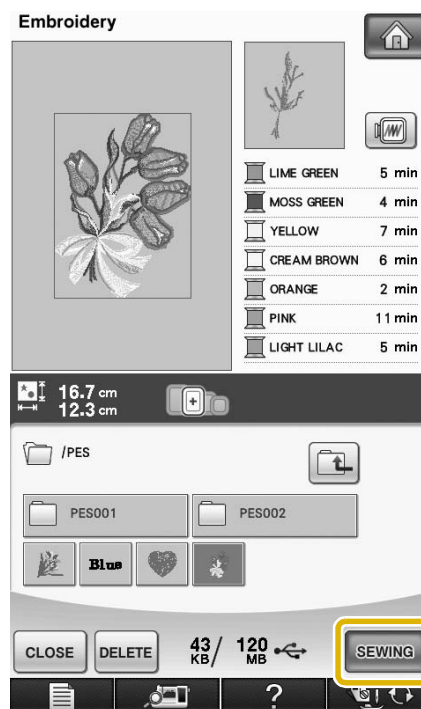 Embroidery
LIME GREEN 5 min
MOSS GREEN 4 min
YELLOW 7 min
CREAM BROWN 6 min
ORANGE 2 min
PINK 11 min
LIGHT LILAC 5 min
16.7 cm
12.3 cm
/PES
PES001 PES002
Blue
CLOSE DELETE 43 KB/ 120 MB SEWING
?